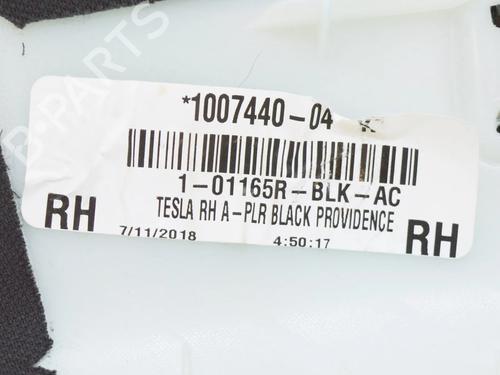 B-PARTS
*1007440-04 K
1-01165R-BLK-AC
RH TESLA RH A-PLR BLACK PROVIDENCE RH
7/11/2018 4:50:17